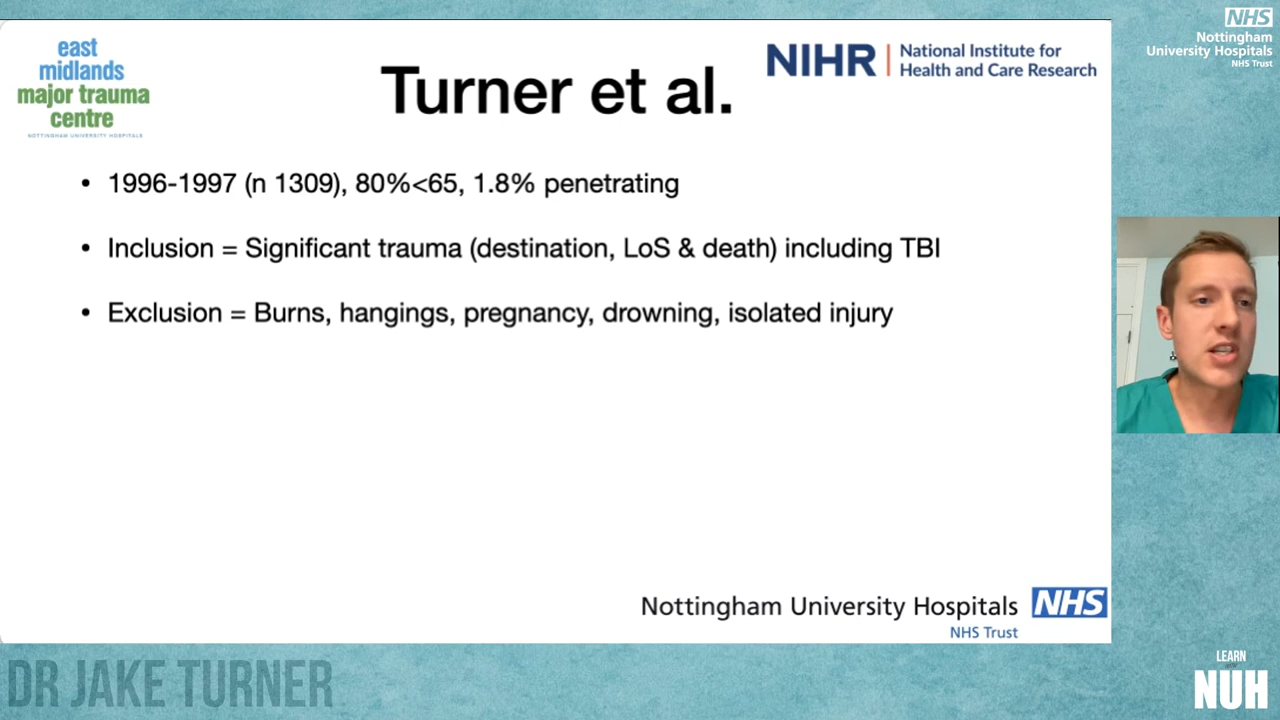 east
midlands
major trauma
centre
NOTTINGHAM UNIVERSITY HOSPITALS
Turner et al.
NIHR | National Institute for
Health and Care Research
NHS
Nottingham
University Hospitals
NHS Trust
• 1996-1997 (n 1309), 80%<65, 1.8% penetrating
• Inclusion = Significant trauma (destination, LoS & death) including TBI
• Exclusion = Burns, hangings, pregnancy, drowning, isolated injury
Nottingham University Hospitals NHS
NHS Trust
DR JAKE TURNER
LEARN
NUH